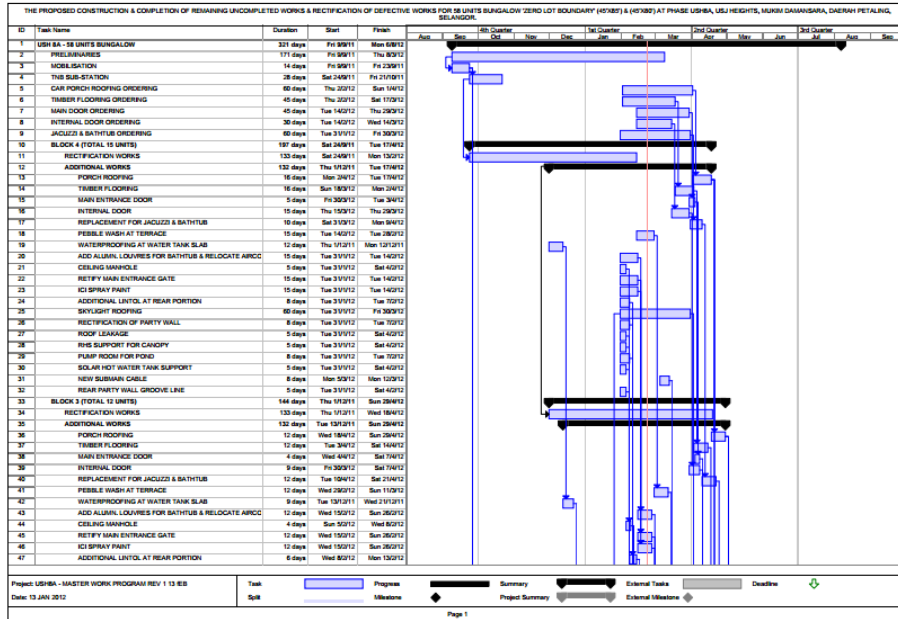 THE PROPOSED CONSTRUCTION & COMPLETION OF REMAINING UNCOMPLETED WORKS & RECTIFICATION OF DEFECTIVE WORKS FOR 58 UNITS BUNGALOW 'ZERO LOT BOUNDARY' (45'X85') & (45'X80') AT PHASE USH8A, USJ HEIGHTS, MUKIM DAMANSARA, DAERAH PETALING, SELANGOR.
ID Task Name Duration Start Finish 4th Quarter 1st Quarter 2nd Quarter 3rd Quarter
Aug Sep Oct Nov Dec Jan Feb Mar Apr May Jun Jul Aug Sep
1 USH 8A - 58 UNITS BUNGALOW 321 days Fri 9/9/11 Mon 6/8/12
2 PRELIMINARIES 171 days Fri 9/9/11 Thu 8/3/12
3 MOBILISATION 14 days Fri 9/9/11 Fri 23/9/11
4 TNB SUB-STATION 28 days Sat 24/9/11 Fri 21/10/11
5 CAR PORCH ROOFING ORDERING 60 days Thu 2/2/12 Sun 1/4/12
6 TIMBER FLOORING ORDERING 45 days Thu 2/2/12 Sat 17/3/12
7 MAIN DOOR ORDERING 45 days Tue 14/2/12 Thu 29/3/12
8 INTERNAL DOOR ORDERING 30 days Tue 14/2/12 Wed 14/3/12
9 JACUZZI & BATHTUB ORDERING 60 days Tue 31/1/12 Fri 30/3/12
10 BLOCK 4 (TOTAL 15 UNITS) 197 days Sat 24/9/11 Tue 17/4/12
11 RECTIFICATION WORKS 133 days Sat 24/9/11 Mon 13/2/12
12 ADDITIONAL WORKS 132 days Thu 1/12/11 Tue 17/4/12
13 PORCH ROOFING 16 days Mon 2/4/12 Tue 17/4/12
14 TIMBER FLOORING 16 days Sun 18/3/12 Mon 2/4/12
15 MAIN ENTRANCE DOOR 5 days Fri 30/3/12 Tue 3/4/12
16 INTERNAL DOOR 15 days Thu 15/3/12 Thu 29/3/12
17 REPLACEMENT FOR JACUZZI & BATHTUB 10 days Sat 31/3/12 Mon 9/4/12
18 PEBBLE WASH AT TERRACE 15 days Tue 14/2/12 Tue 28/2/12
19 WATERPROOFING AT WATER TANK SLAB 12 days Thu 1/12/11 Mon 12/12/11
20 ADD ALUMN. LOUVRES FOR BATHTUB & RELOCATE AIRCO 15 days Tue 31/1/12 Tue 14/2/12
21 CEILING MANHOLE 5 days Tue 31/1/12 Sat 4/2/12
22 RETIFY MAIN ENTRANCE GATE 15 days Tue 31/1/12 Tue 14/2/12
23 ICI SPRAY PAINT 15 days Tue 31/1/12 Tue 14/2/12
24 ADDITIONAL LINTOL AT REAR PORTION 8 days Tue 31/1/12 Tue 7/2/12
25 SKYLIGHT ROOFING 60 days Tue 31/1/12 Fri 30/3/12
26 RECTIFICATION OF PARTY WALL 8 days Tue 31/1/12 Tue 7/2/12
27 ROOF LEAKAGE 5 days Tue 31/1/12 Sat 4/2/12
28 RHS SUPPORT FOR CANOPY 5 days Tue 31/1/12 Sat 4/2/12
29 PUMP ROOM FOR POND 8 days Tue 31/1/12 Tue 7/2/12
30 SOLAR HOT WATER TANK SUPPORT 5 days Tue 31/1/12 Sat 4/2/12
31 NEW SUBMAIN CABLE 8 days Mon 5/3/12 Mon 12/3/12
32 REAR PARTY WALL GROOVE LINE 5 days Tue 31/1/12 Sat 4/2/12
33 BLOCK 3 (TOTAL 12 UNITS) 144 days Thu 1/12/11 Sun 29/4/12
34 RECTIFICATION WORKS 133 days Thu 1/12/11 Wed 18/4/12
35 ADDITIONAL WORKS 132 days Tue 13/12/11 Sun 29/4/12
36 PORCH ROOFING 12 days Wed 18/4/12 Sun 29/4/12
37 TIMBER FLOORING 12 days Tue 3/4/12 Sat 14/4/12
38 MAIN ENTRANCE DOOR 4 days Wed 4/4/12 Sat 7/4/12
39 INTERNAL DOOR 9 days Fri 30/3/12 Sat 7/4/12
40 REPLACEMENT FOR JACUZZI & BATHTUB 12 days Tue 10/4/12 Sat 21/4/12
41 PEBBLE WASH AT TERRACE 12 days Wed 29/2/12 Sun 11/3/12
42 WATERPROOFING AT WATER TANK SLAB 9 days Tue 13/12/11 Wed 21/12/11
43 ADD ALUMN. LOUVRES FOR BATHTUB & RELOCATE AIRCO 12 days Wed 15/2/12 Sun 26/2/12
44 CEILING MANHOLE 4 days Sun 5/2/12 Wed 8/2/12
45 RETIFY MAIN ENTRANCE GATE 12 days Wed 15/2/12 Sun 26/2/12
46 ICI SPRAY PAINT 12 days Wed 15/2/12 Sun 26/2/12
47 ADDITIONAL LINTOL AT REAR PORTION 6 days Wed 8/2/12 Mon 13/2/12
Project: USH8A - MASTER WORK PROGRAM REV 1 13 FEB
Date: 13 JAN 2012
Task Progress Summary External Tasks Deadline
Split Milestone Project Summary External Milestone
Page 1